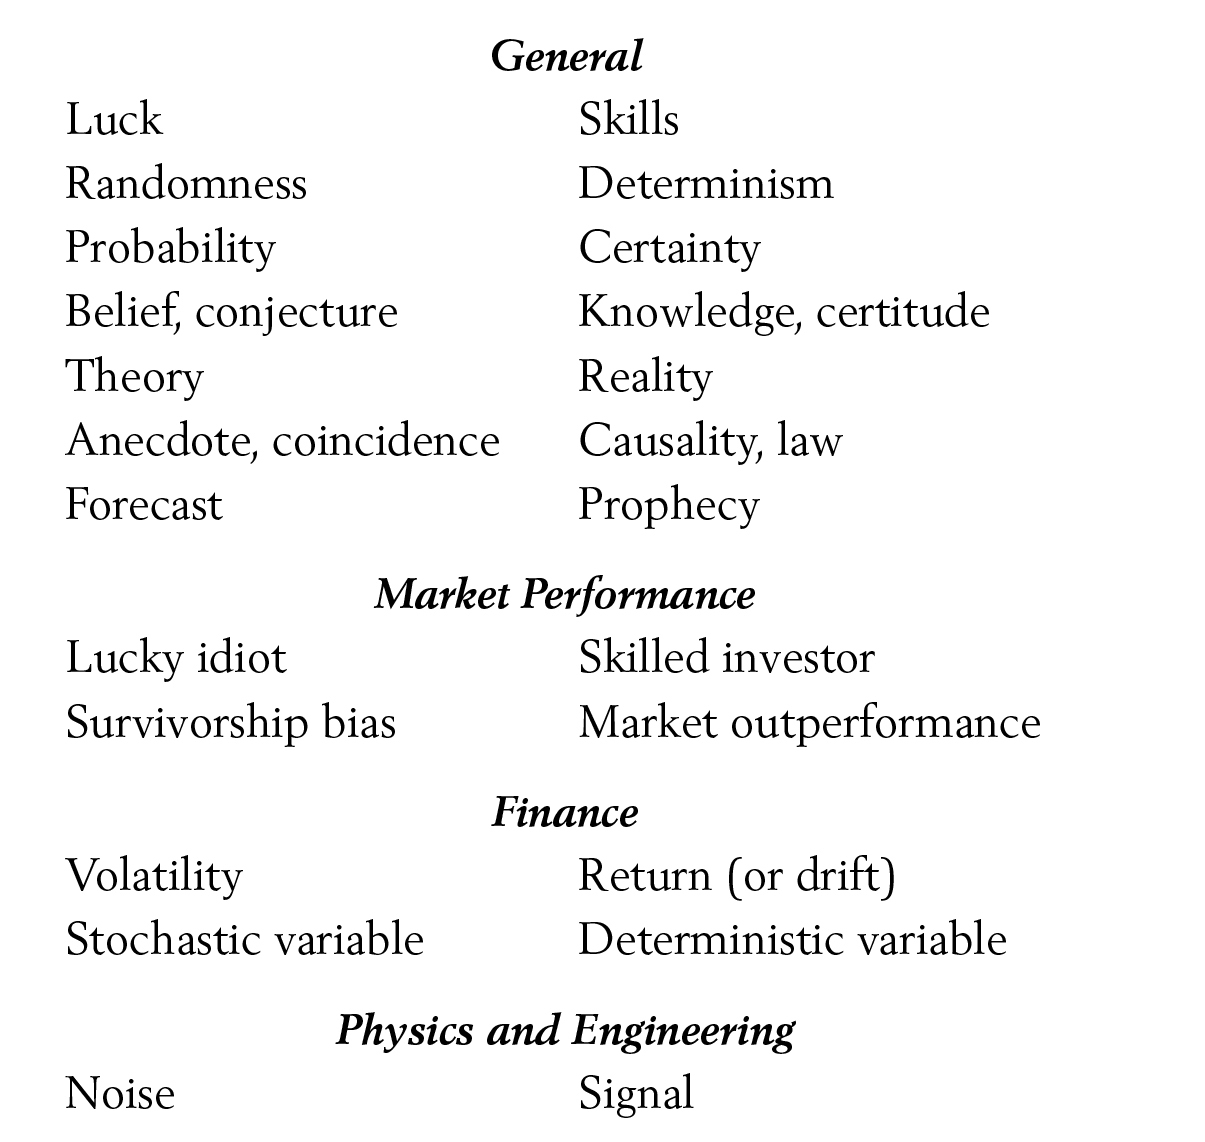 General
Luck Skills
Randomness Determinism
Probability Certainty
Belief, conjecture Knowledge, certitude
Theory Reality
Anecdote, coincidence Causality, law
Forecast Prophecy
Market Performance
Lucky idiot Skilled investor
Survivorship bias Market outperformance
Finance
Volatility Return (or drift)
Stochastic variable Deterministic variable
Physics and Engineering
Noise Signal